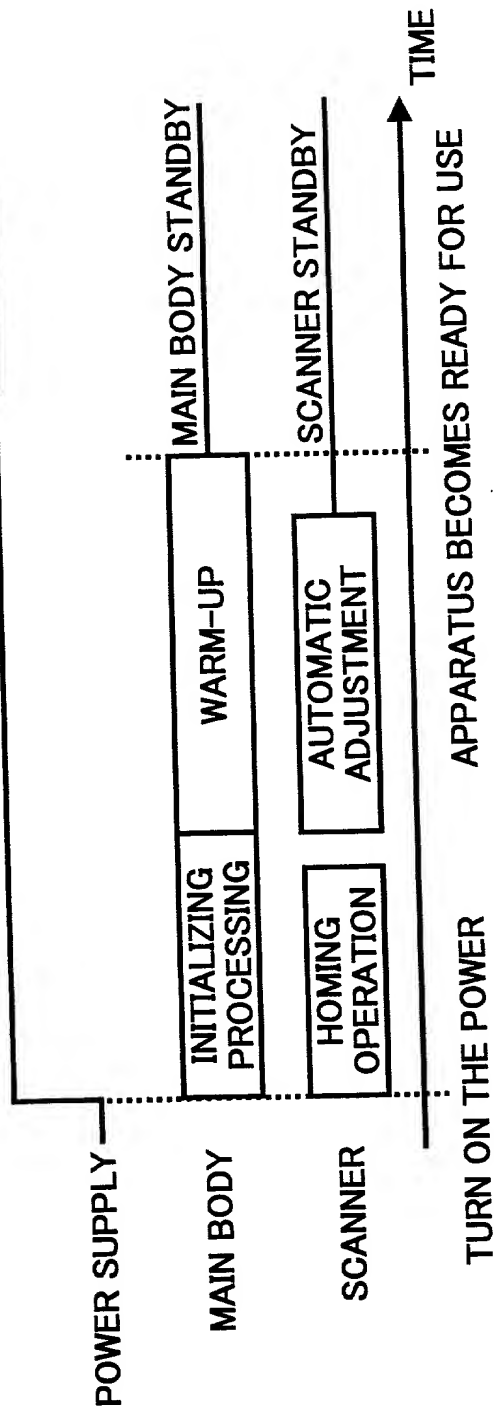 POWER SUPPLY
MAIN BODY
INITIALIZING
PROCESSING
WARM-UP
MAIN BODY STANDBY
SCANNER
HOMING
OPERATION
AUTOMATIC
ADJUSTMENT
SCANNER STANDBY
TIME
TURN ON THE POWER
APPARATUS BECOMES READY FOR USE